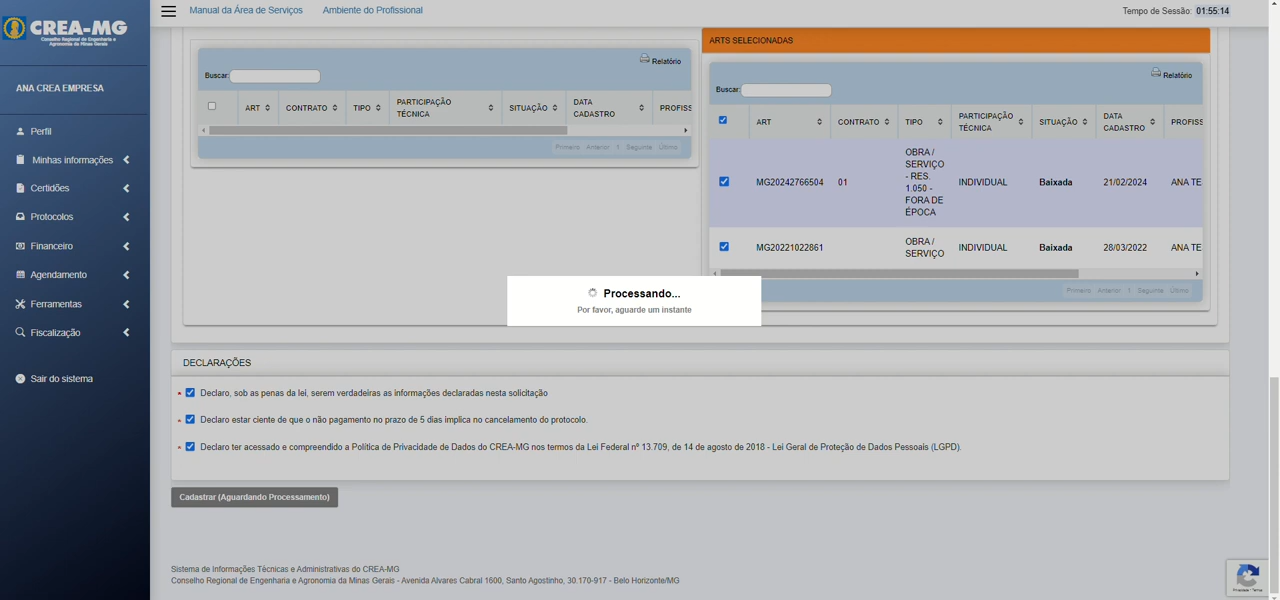 CREA-MG
Conselho Regional de Engenharia e
Agronomia de Minas Gerais
Manual da Área de Serviços
Ambiente do Profissional
Tempo de Sessão: 01:55:14
ANA CREA EMPRESA
Perfil
Minhas informações
Certidões
Protocolos
Financeiro
Agendamento
Ferramentas
Fiscalização
Sair do sistema
Relatório
Buscar:
ART
CONTRATO
TIPO
PARTICIPAÇÃO
TÉCNICA
SITUAÇÃO
DATA
CADASTRO
PROFISS
Primeiro Anterior 1 Seguinte Último
ARTS SELECIONADAS
Relatório
Buscar:
ART
CONTRATO
TIPO
PARTICIPAÇÃO
TÉCNICA
SITUAÇÃO
DATA
CADASTRO
PROFISS
MG20242766504
01
OBRA /
SERVIÇO
- RES.
1.050 -
FORA DE
ÉPOCA
INDIVIDUAL
Baixada
21/02/2024
ANA TE
MG20221022861
OBRA /
SERVIÇO
INDIVIDUAL
Baixada
28/03/2022
ANA TE
Primeiro Anterior 1 Seguinte Último
Processando...
Por favor, aguarde um instante
DECLARAÇÕES
* Declaro, sob as penas da lei, serem verdadeiras as informações declaradas nesta solicitação
* Declaro estar ciente de que o não pagamento no prazo de 5 dias implica no cancelamento do protocolo.
* Declaro ter acessado e compreendido a Política de Privacidade de Dados do CREA-MG nos termos da Lei Federal nº 13.709, de 14 de agosto de 2018 - Lei Geral de Proteção de Dados Pessoais (LGPD).
Cadastrar (Aguardando Processamento)
Sistema de Informações Técnicas e Administrativas do CREA-MG
Conselho Regional de Engenharia e Agronomia da Minas Gerais - Avenida Alvares Cabral 1600, Santo Agostinho, 30.170-917 - Belo Horizonte/MG
Privacidade - Termos